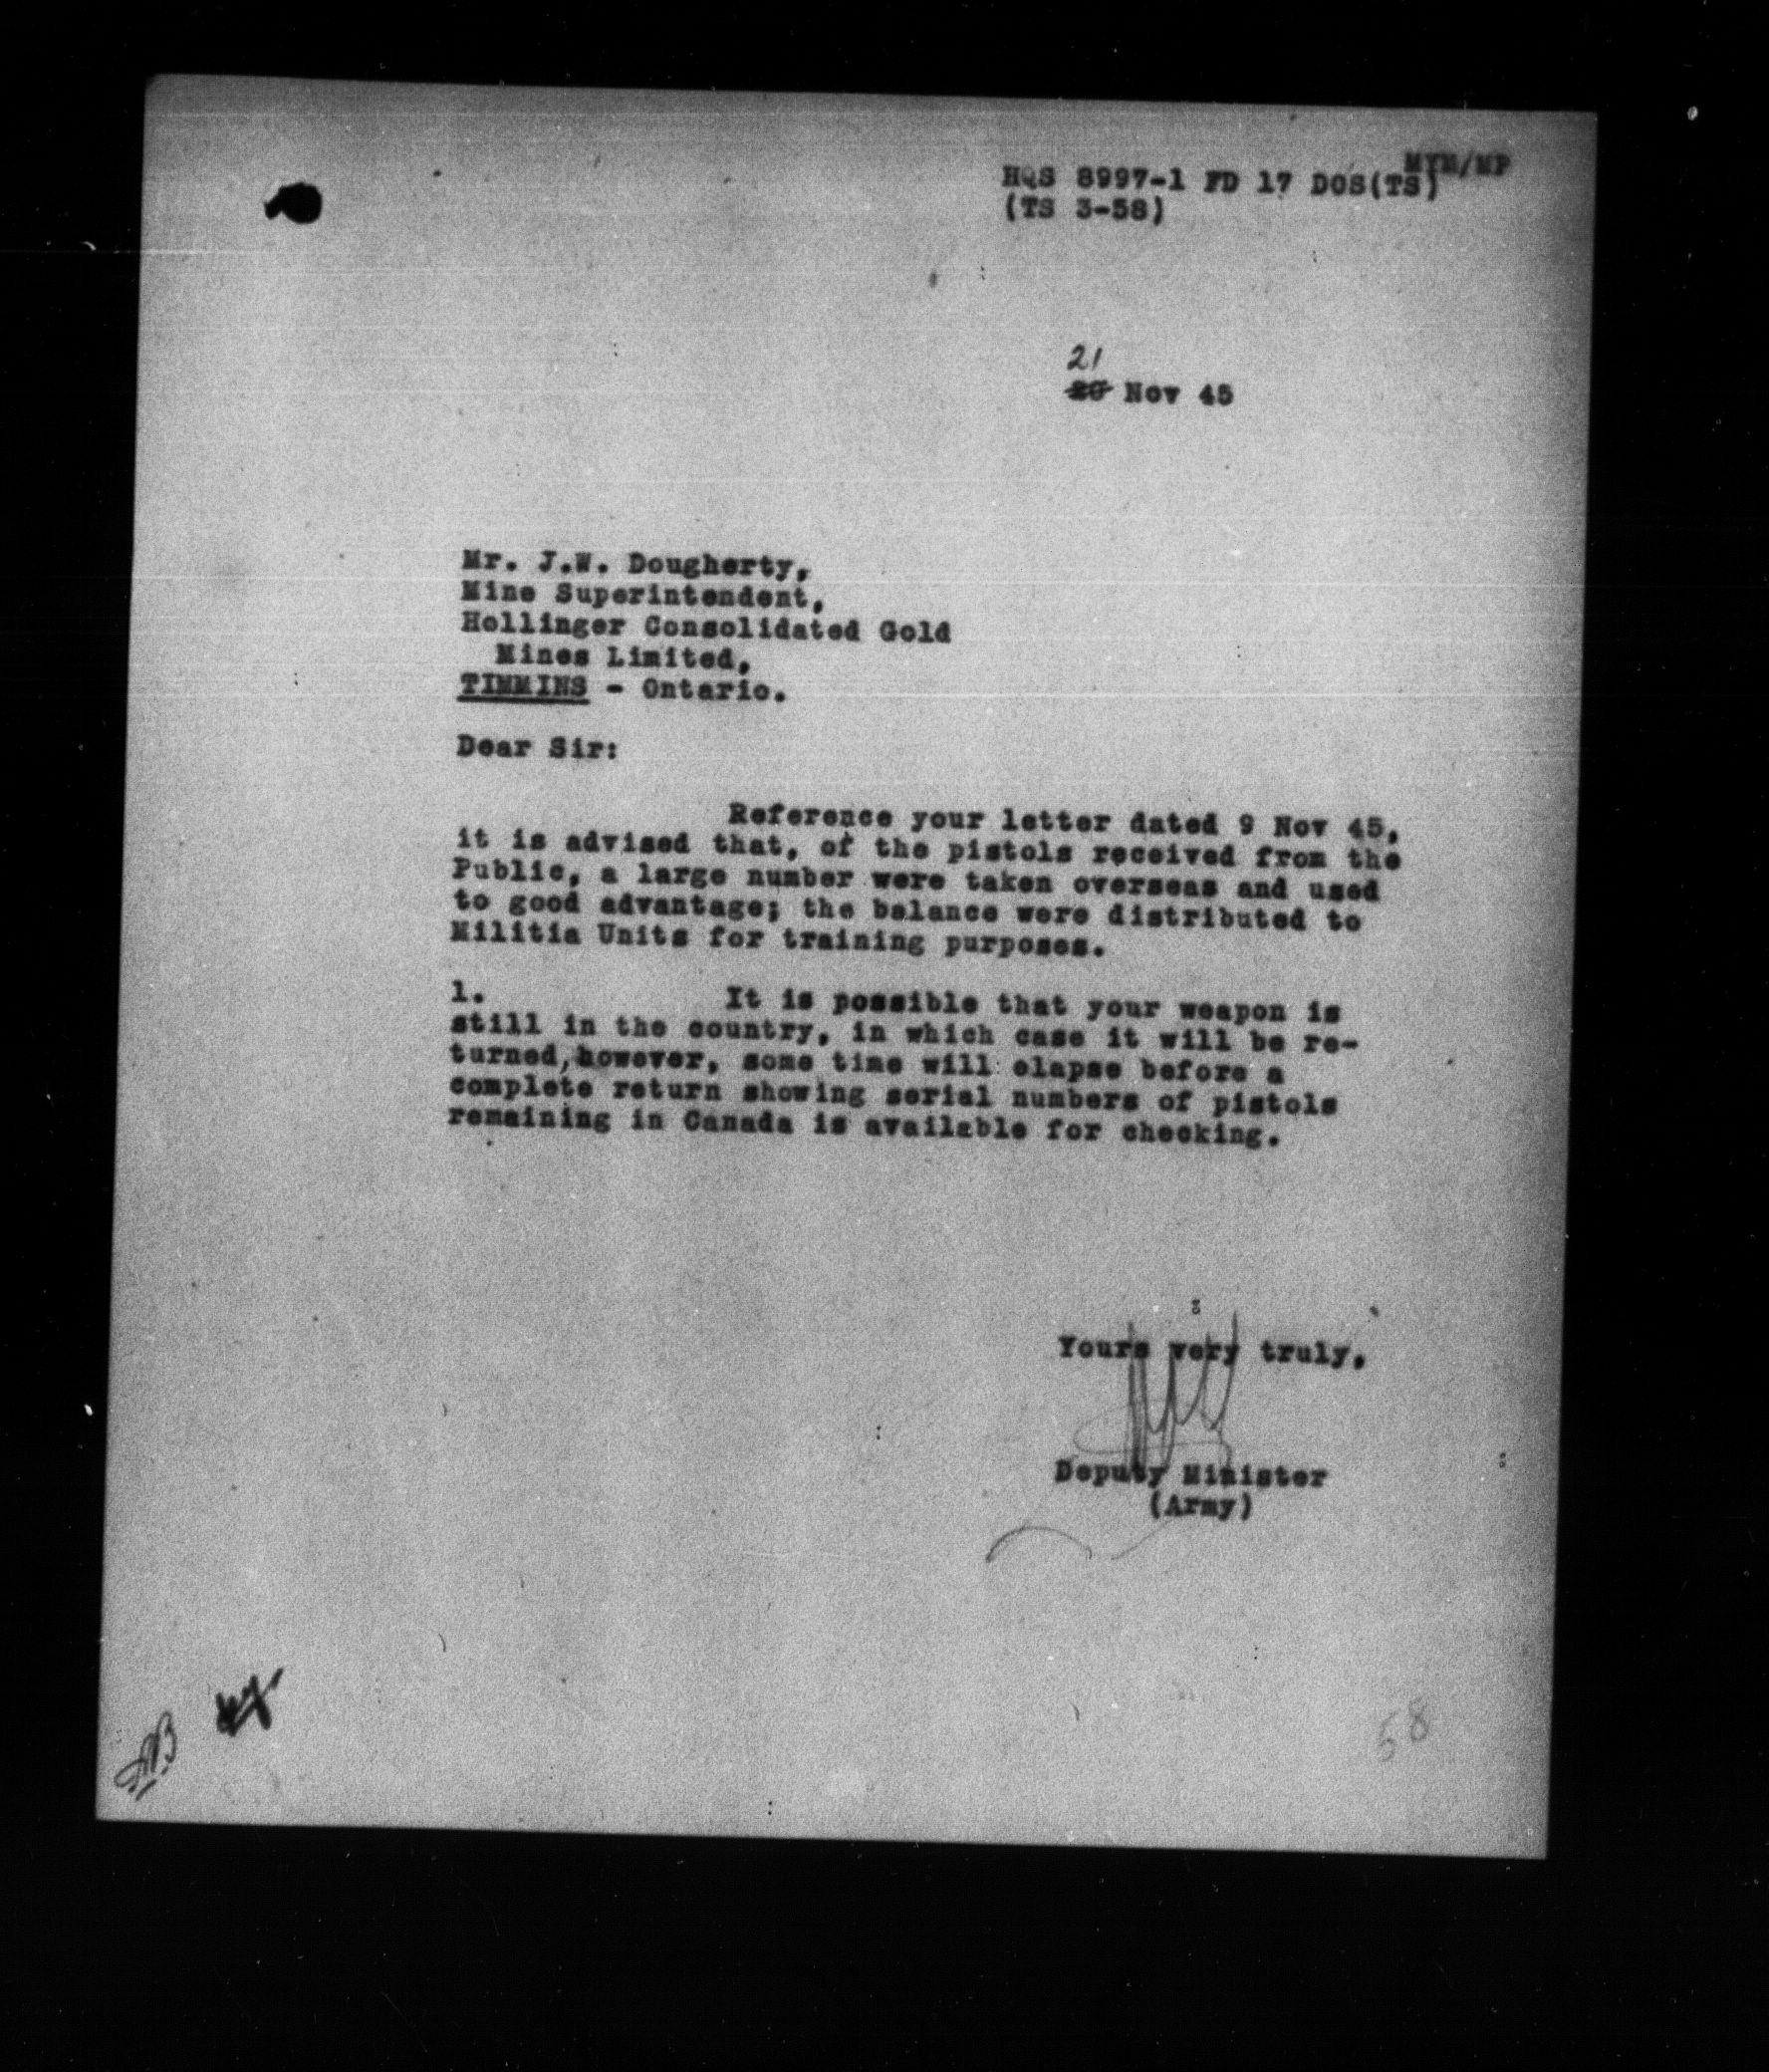 MYM/MP
HQS 8997-1 FD 17 DOS(TS)
(TS 3-58)
21
20 Nov 45
Mr. J.W. Dougherty,
Mine Superintendent,
Hollinger Consolidated Gold
Mines Limited,
TIMMINS - Ontario.
Dear Sir:
Reference your letter dated 9 Nov 45,
it is advised that, of the pistols received from the
Public, a large number were taken overseas and used
to good advantage; the balance were distributed to
Militia Units for training purposes.
1. It is possible that your weapon is
still in the country, in which case it will be re-
turned, however, some time will elapse before a
complete return showing serial numbers of pistols
remaining in Canada is available for checking.
Yours very truly,
Deputy Minister
(Army)
58